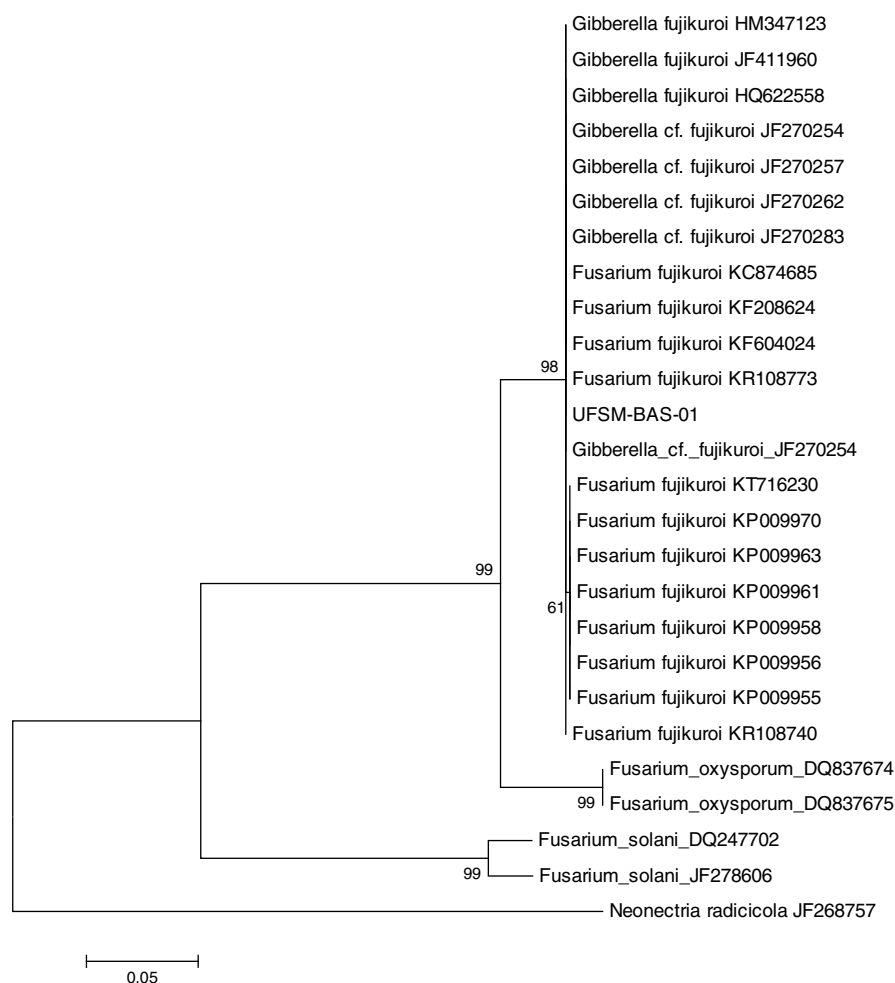 Gibberella fujikuroi HM347123
Gibberella fujikuroi JF411960
Gibberella fujikuroi HQ622558
Gibberella cf. fujikuroi JF270254
Gibberella cf. fujikuroi JF270257
Gibberella cf. fujikuroi JF270262
Gibberella cf. fujikuroi JF270283
Fusarium fujikuroi KC874685
Fusarium fujikuroi KF208624
Fusarium fujikuroi KF604024
98
Fusarium fujikuroi KR108773
UFSM-BAS-01
Gibberella_cf._fujikuroi_JF270254
Fusarium fujikuroi KT716230
Fusarium fujikuroi KP009970
Fusarium fujikuroi KP009963
99
Fusarium fujikuroi KP009961
61
Fusarium fujikuroi KP009958
Fusarium fujikuroi KP009956
Fusarium fujikuroi KP009955
Fusarium fujikuroi KR108740
Fusarium_oxysporum_DQ837674
99
Fusarium_oxysporum_DQ837675
Fusarium_solani_DQ247702
99
Fusarium_solani_JF278606
Neonectria radicicola JF268757
0.05